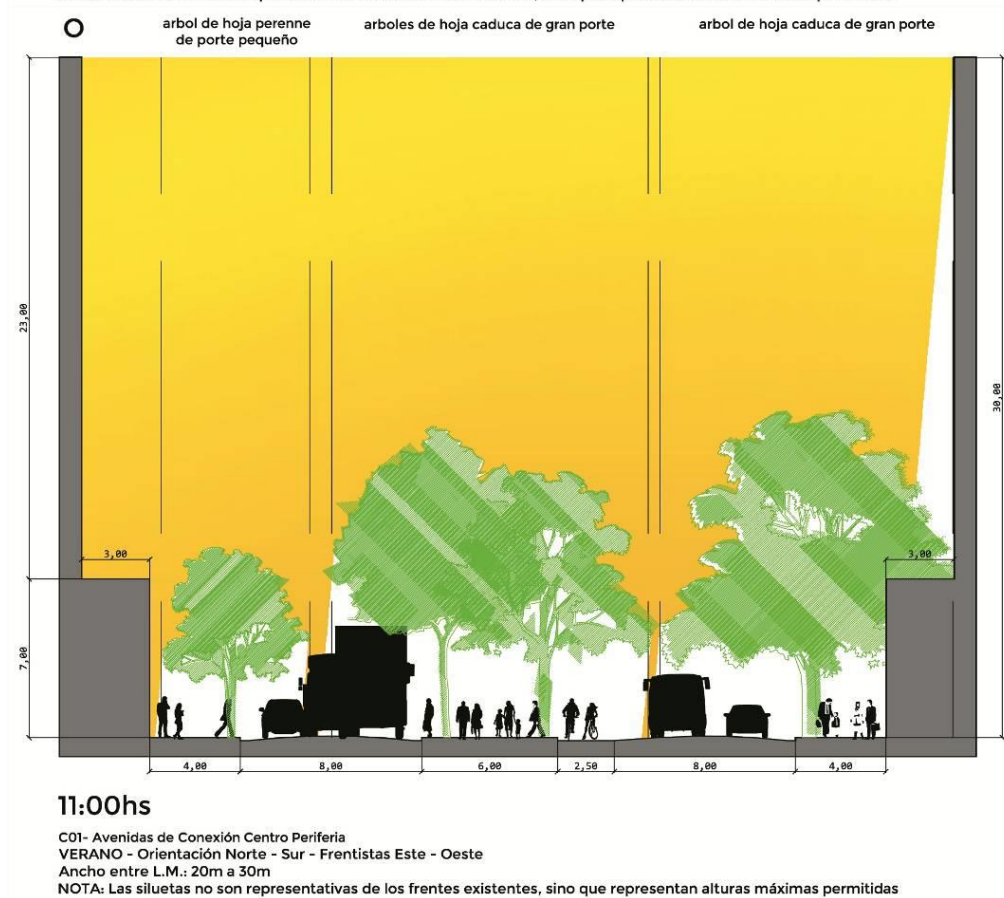 O
arbol de hoja perenne
de porte pequeño
arboles de hoja caduca de gran porte
arbol de hoja caduca de gran porte
23,00
30,00
3,00
3,00
7,00
4,00
8,00
6,00
2,50
8,00
4,00
11:00hs
C01- Avenidas de Conexión Centro Periferia
VERANO - Orientación Norte - Sur - Frentistas Este - Oeste
Ancho entre L.M.: 20m a 30m
NOTA: Las siluetas no son representativas de los frentes existentes, sino que representan alturas máximas permitidas